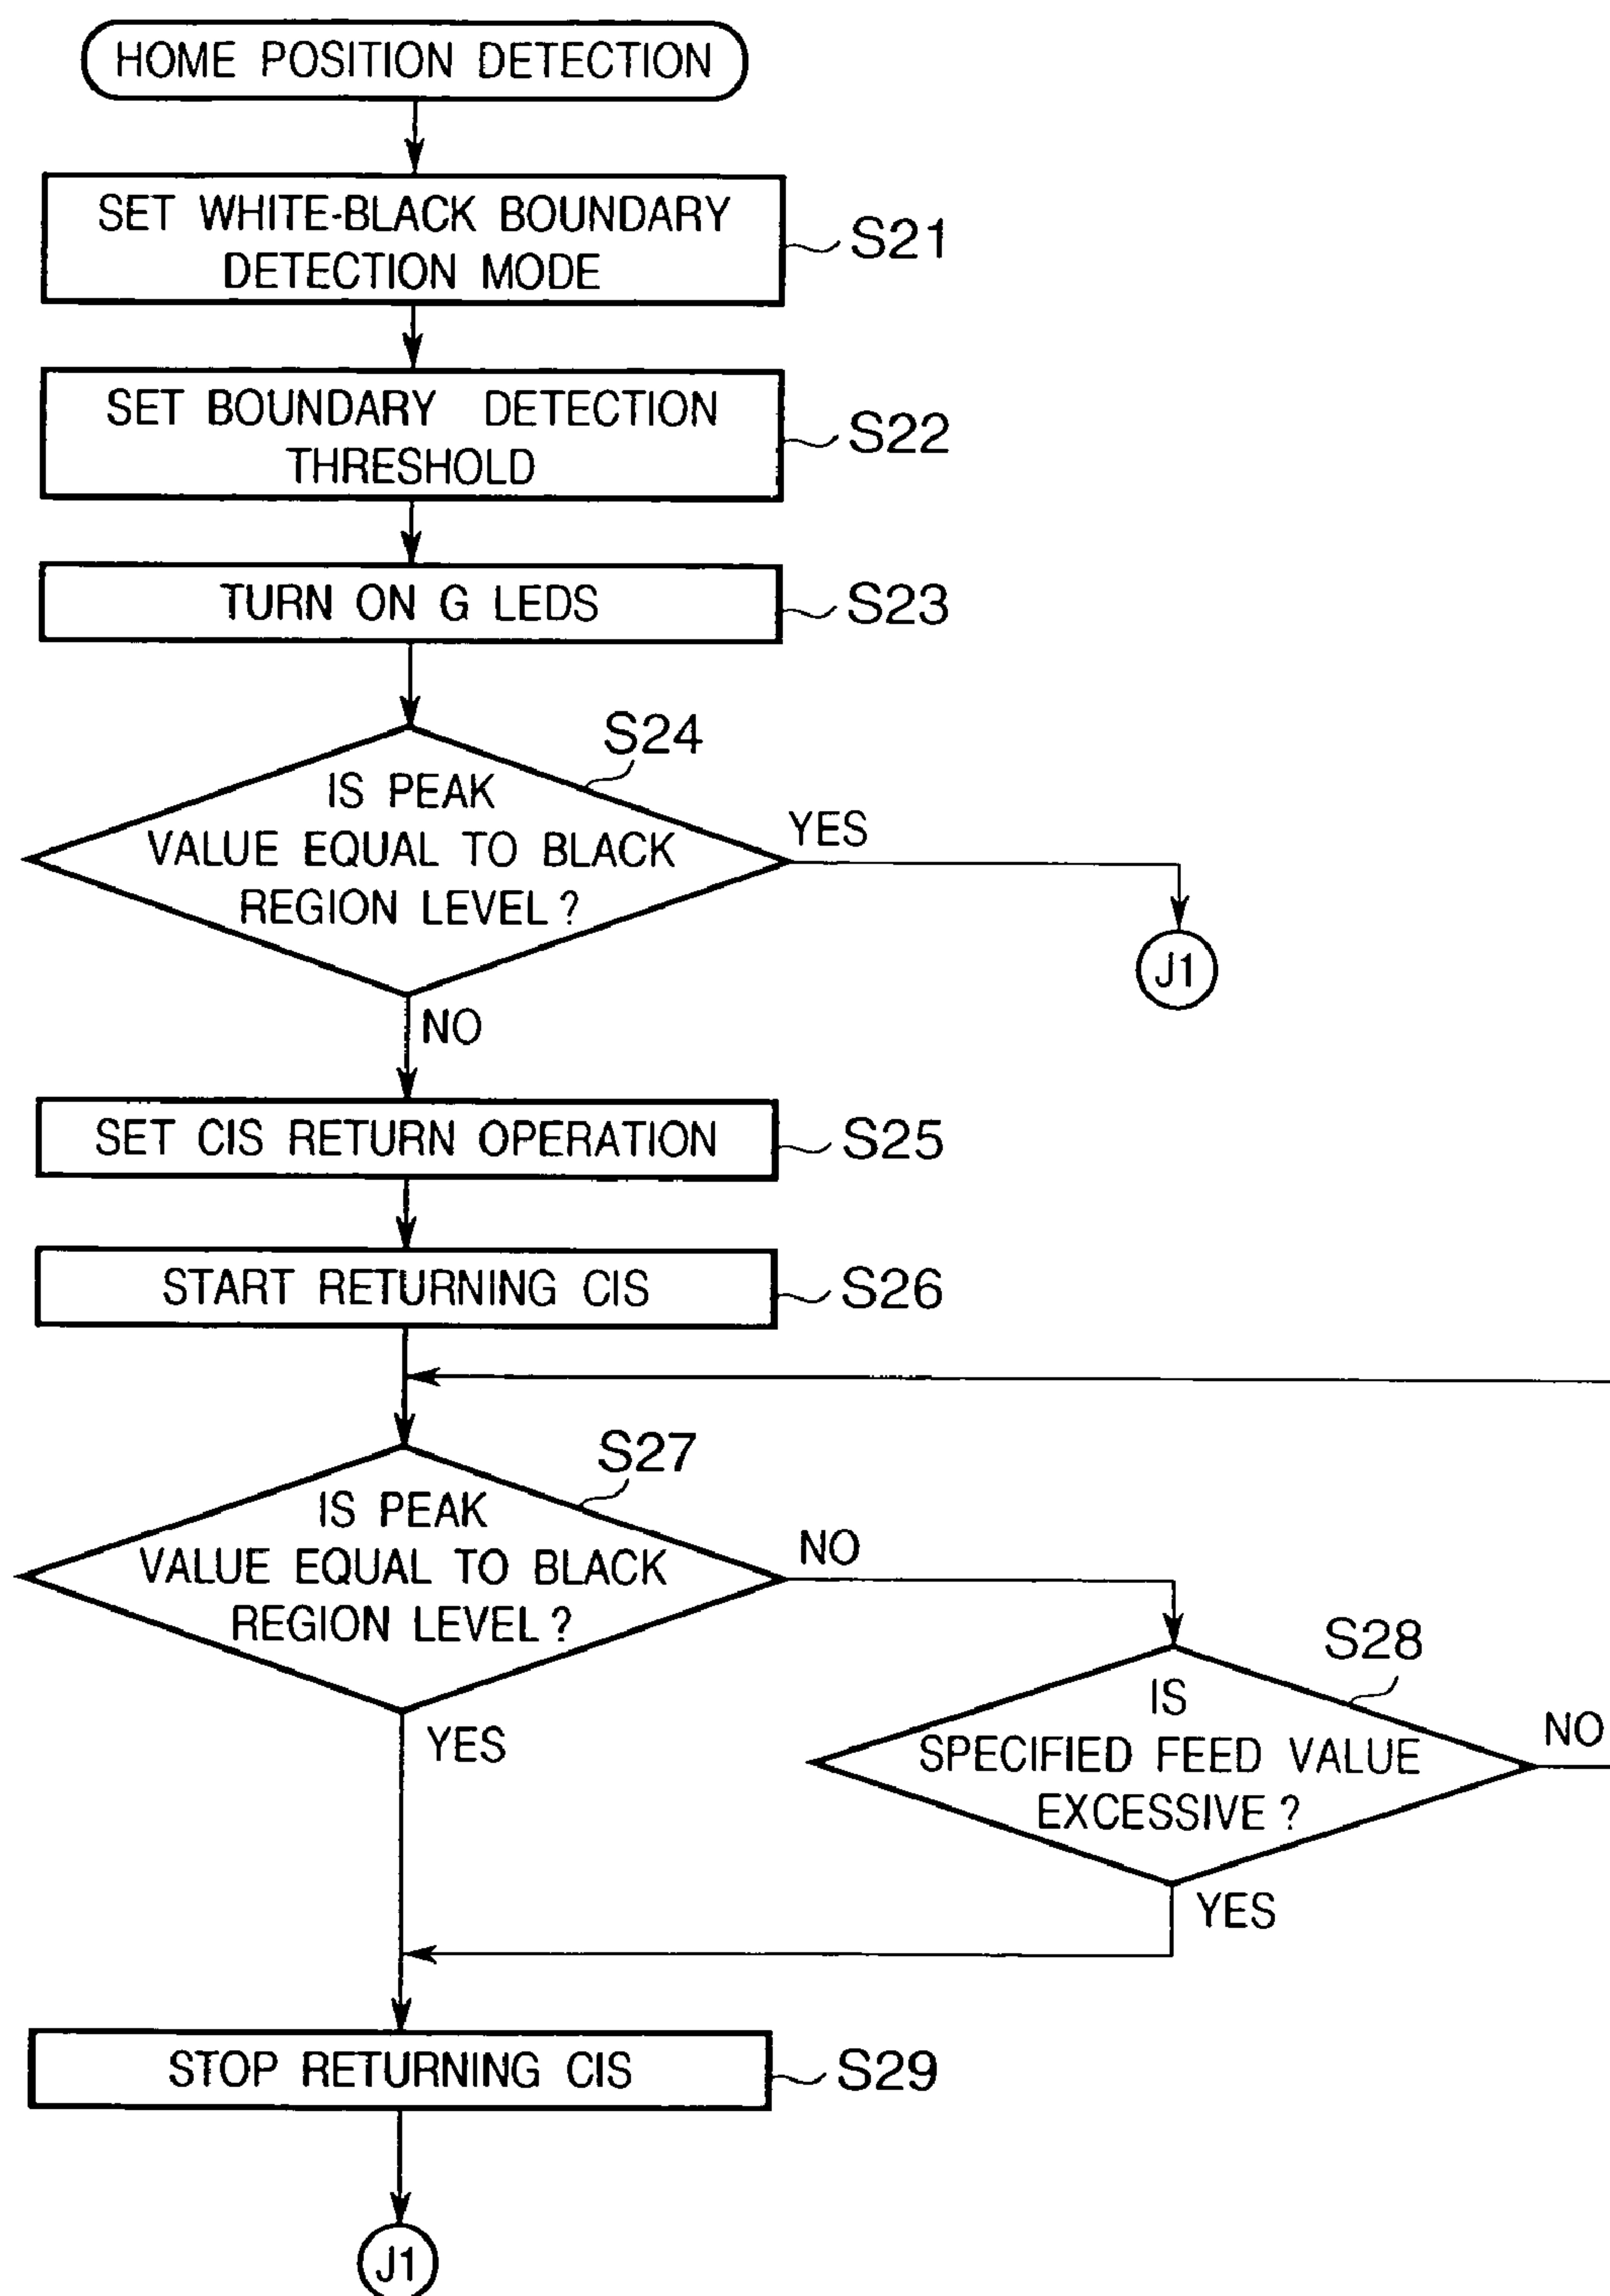 HOME POSITION DETECTION
SET WHITE-BLACK BOUNDARY
DETECTION MODE
S21
SET BOUNDARY DETECTION
THRESHOLD
S22
TURN ON G LEDS
S23
S24
IS PEAK
VALUE EQUAL TO BLACK
REGION LEVEL?
YES
J1
NO
SET CIS RETURN OPERATION
S25
START RETURNING CIS
S26
S27
IS PEAK
VALUE EQUAL TO BLACK
REGION LEVEL?
NO
YES
S28
IS
SPECIFIED FEED VALUE
EXCESSIVE?
NO
YES
STOP RETURNING CIS
S29
J1